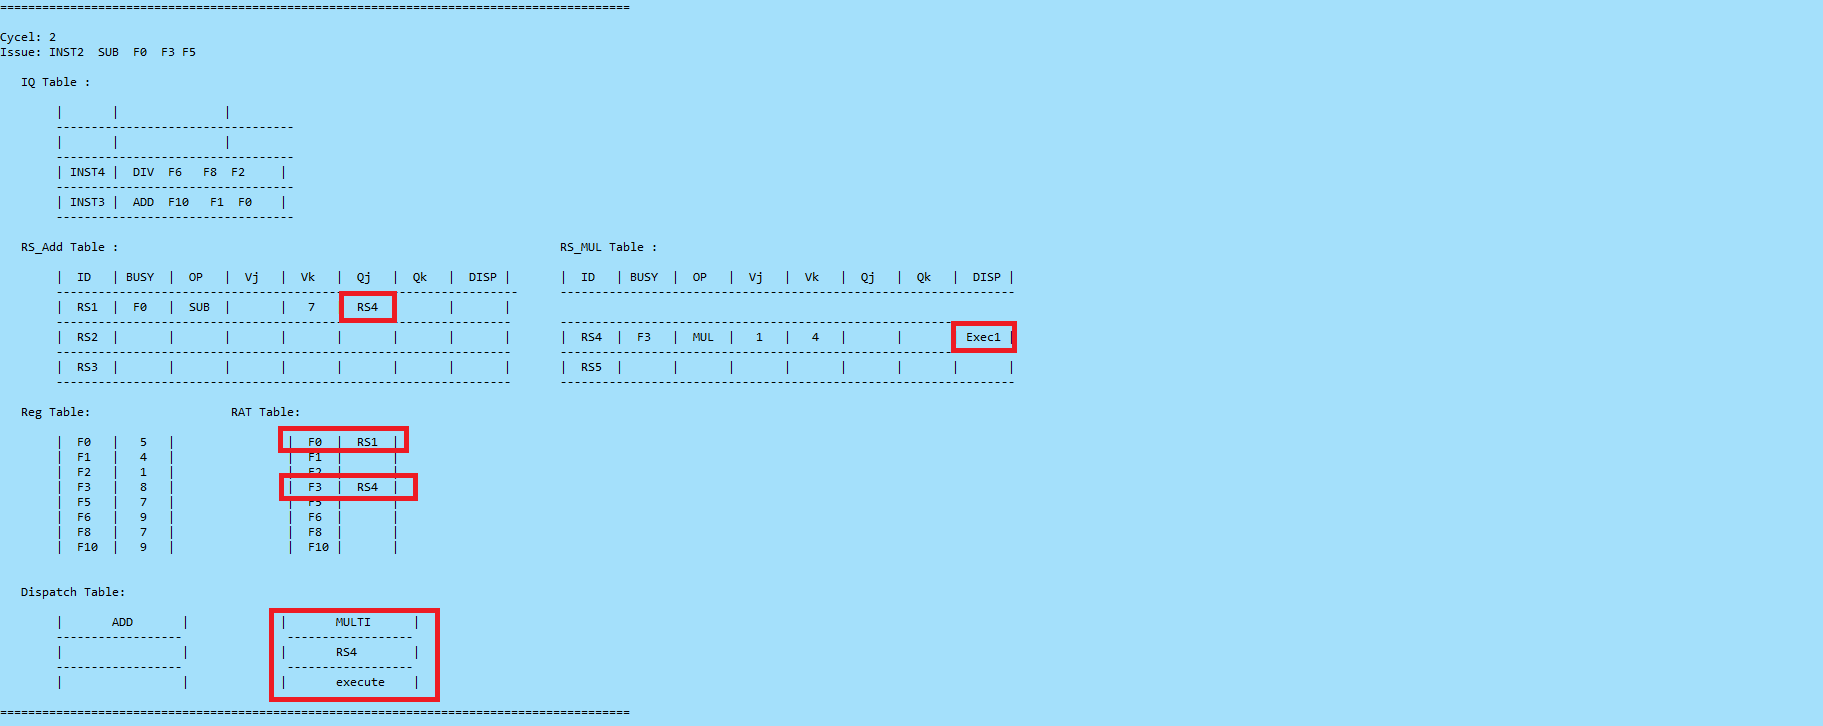 ==========================================================================================
Cycel: 2
Issue: INST2  SUB  F0  F3 F5
IQ Table :
|      |               |
----------------------------------
|      |               |
----------------------------------
| INST4 |  DIV  F6   F8  F2     |
----------------------------------
| INST3 |  ADD  F10   F1  F0    |
----------------------------------
RS_Add Table :                                                               RS_MUL Table :
|  ID   | BUSY  |  OP   |  Vj   |  Vk   |  Qj   |  Qk   |  DISP |       |  ID   | BUSY  |  OP   |  Vj   |  Vk   |  Qj   |  Qk   |  DISP |
------------------------------------------------------------------      -----------------------------------------------------------------
|  RS1  |  F0   |  SUB  |       |   7   |  RS4          |       |
-----------------------------------------------------------------       -----------------------------------------------------------------
|  RS2  |       |       |       |       |       |       |       |       |  RS4  |  F3   |  MUL  |   1   |   4   |       |       | Exec1 |
-----------------------------------------------------------------       -----------------------------------------------------------------
|  RS3  |       |       |       |       |       |       |       |       |  RS5  |       |       |       |       |       |       |       |
-----------------------------------------------------------------       -----------------------------------------------------------------
Reg Table:                    RAT Table:
|  F0   |   5   |                |  F0  |  RS1  |
|  F1   |   4   |                |  F1  |       |
|  F2   |   1   |                |  F2  |       |
|  F3   |   8   |                |  F3  |  RS4  |
|  F5   |   7   |                |  F5  |       |
|  F6   |   9   |                |  F6  |       |
|  F8   |   7   |                |  F8  |       |
|  F10  |   9   |                |  F10 |       |
Dispatch Table:
|       ADD       |             |       MULTI      |
------------------               ------------------
|                 |             |       RS4        |
------------------               ------------------
|                 |             |       execute    |
==========================================================================================